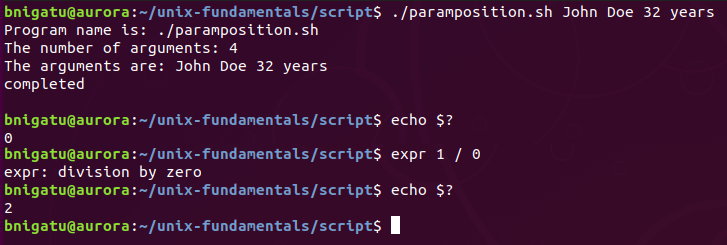 bnigatu@aurora:~/unix-fundamentals/script$ ./paramposition.sh John Doe 32 years
Program name is: ./paramposition.sh
The number of arguments: 4
The arguments are: John Doe 32 years
completed
bnigatu@aurora:~/unix-fundamentals/script$ echo $?
0
bnigatu@aurora:~/unix-fundamentals/script$ expr 1 / 0
expr: division by zero
bnigatu@aurora:~/unix-fundamentals/script$ echo $?
2
bnigatu@aurora:~/unix-fundamentals/script$